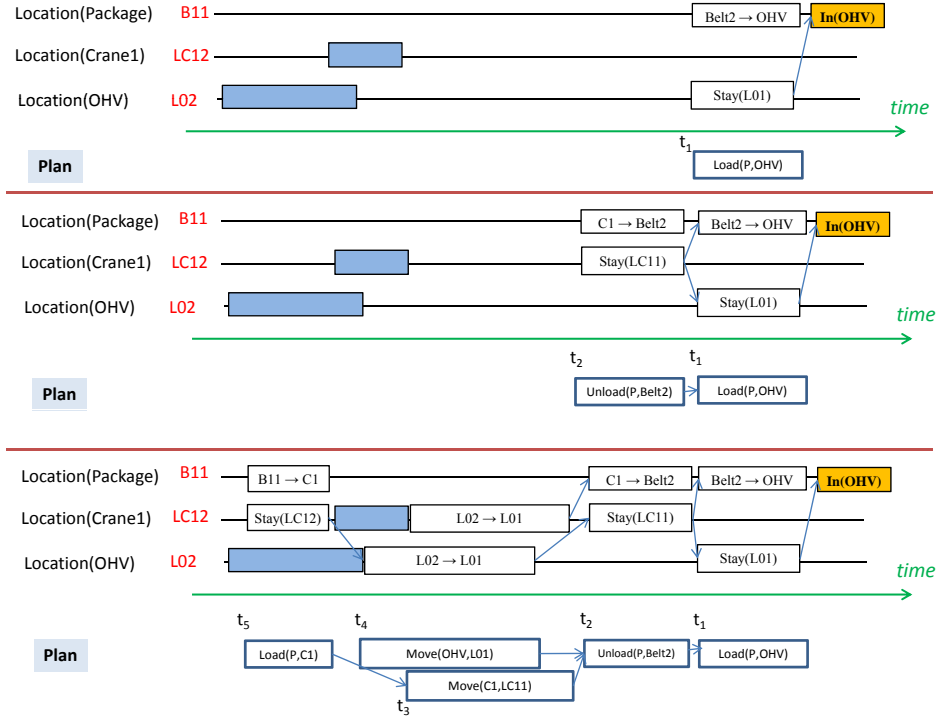 Location(Package) B11 Belt2 → OHV In(OHV)
Location(Crane1) LC12
Location(OHV) L02 Stay(L01)
time
t1
Plan Load(P,OHV)
Location(Package) B11 C1 → Belt2 Belt2 → OHV In(OHV)
Location(Crane1) LC12 Stay(LC11)
Location(OHV) L02 Stay(L01)
time
t2 t1
Plan Unload(P,Belt2) Load(P,OHV)
Location(Package) B11 B11 → C1 C1 → Belt2 Belt2 → OHV In(OHV)
Location(Crane1) LC12 Stay(LC12) L02 → L01 Stay(LC11)
Location(OHV) L02 L02 → L01 Stay(L01)
time
t5 t4 t2 t1
Plan Load(P,C1) Move(OHV,L01) Unload(P,Belt2) Load(P,OHV)
t3 Move(C1,LC11)